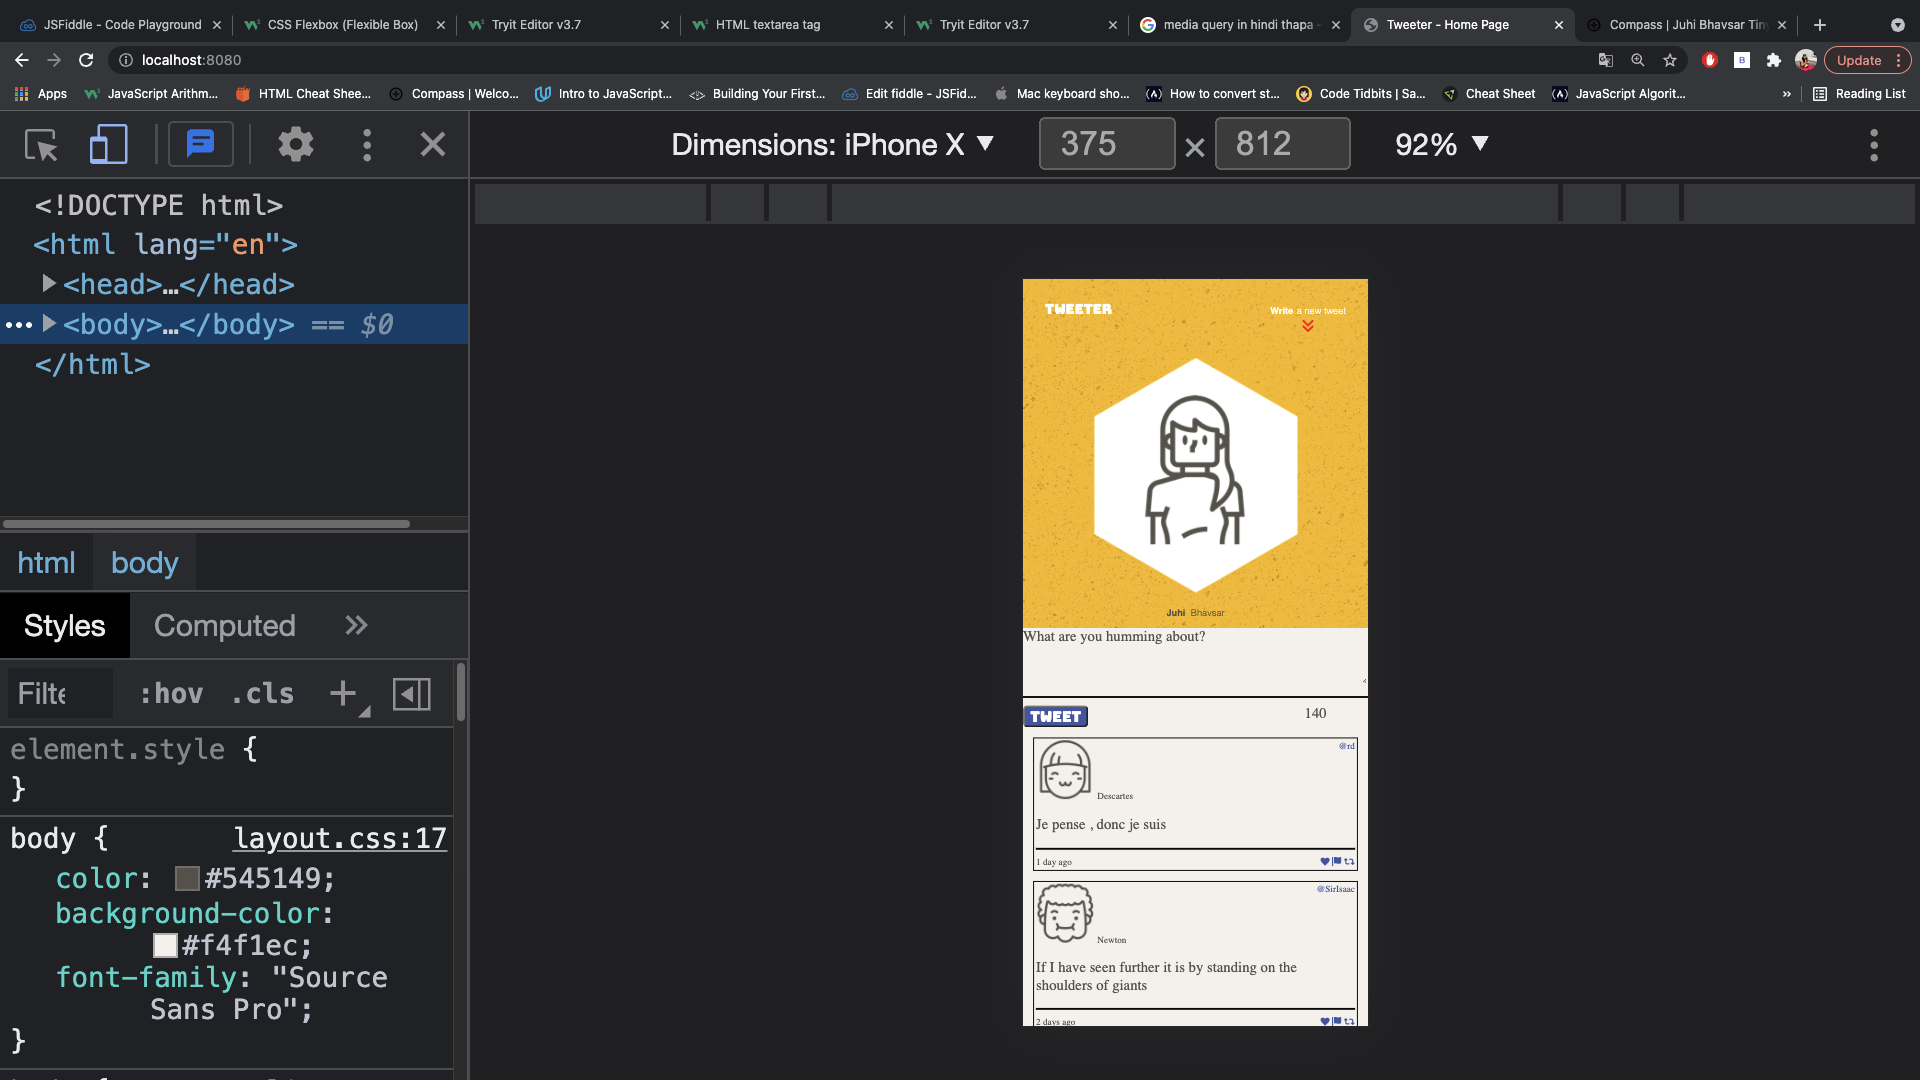 JSFiddle - Code Playground
CSS Flexbox (Flexible Box)
Tryit Editor v3.7
HTML textarea tag
Tryit Editor v3.7
media query in hindi thapa -
Tweeter - Home Page
Compass | Juhi Bhavsar Tin
localhost:8080
Update
Apps
JavaScript Arithm...
HTML Cheat Shee...
Compass | Welco...
Intro to JavaScript...
Building Your First...
Edit fiddle - JSFid...
Mac keyboard sho...
How to convert st...
Code Tidbits | Sa...
Cheat Sheet
JavaScript Algorit...
»
Reading List
Dimensions: iPhone X ▼ 375 × 812 92% ▼
<!DOCTYPE html>
<html lang="en">
<head>…</head>
<body>…</body> == $0
</html>
html body
Styles Computed »
Filte :hov .cls +
element.style {
}
body { layout.css:17
color: #545149;
background-color:
#f4f1ec;
font-family: "Source
Sans Pro";
}
TWEETER
Write a new tweet
Juhi Bhavsar
What are you humming about?
TWEET 140
@rd
Descartes
Je pense , donc je suis
1 day ago
@SirIsaac
Newton
If I have seen further it is by standing on the
shoulders of giants
2 days ago